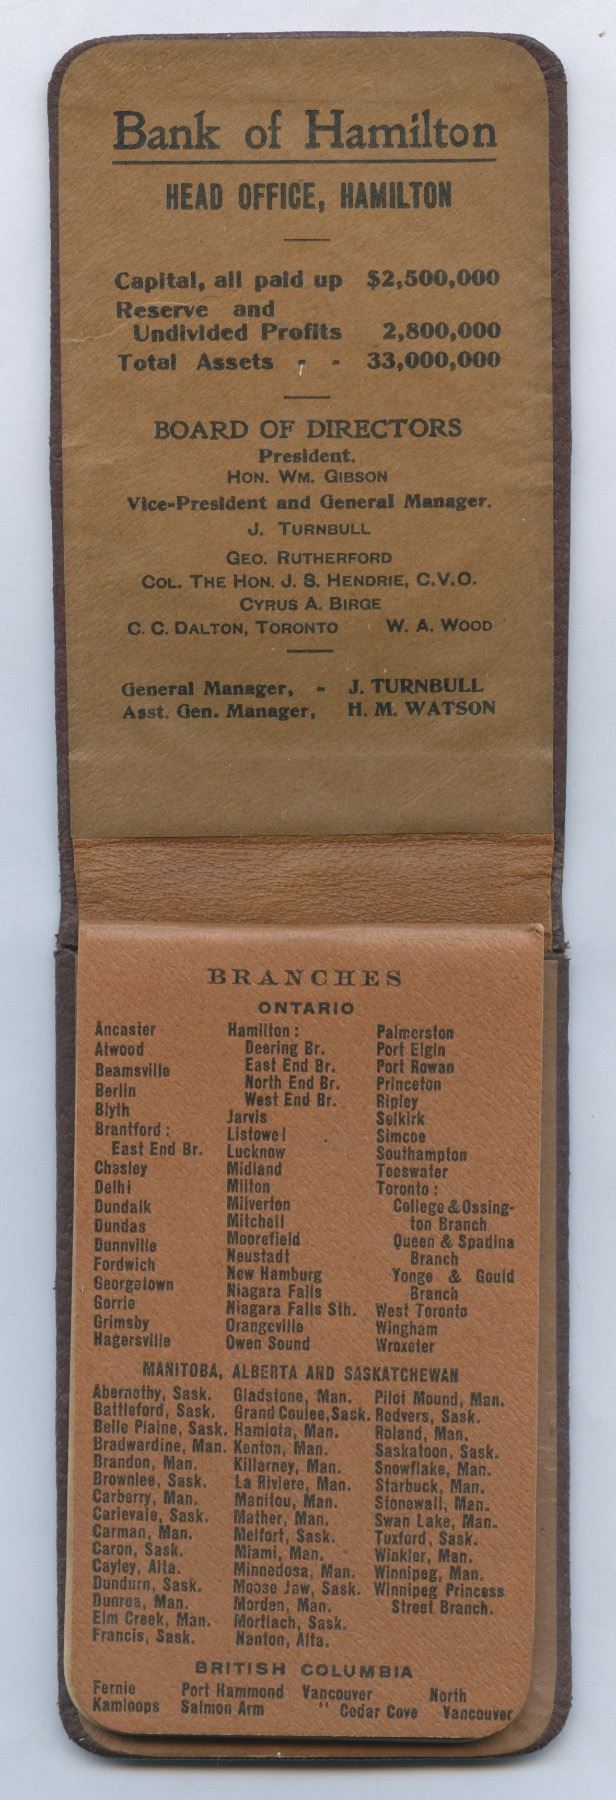 Bank of Hamilton
HEAD OFFICE, HAMILTON
Capital, all paid up $2,500,000
Reserve and
Undivided Profits 2,800,000
Total Assets - - 33,000,000
BOARD OF DIRECTORS
President.
HON. WM. GIBSON
Vice-President and General Manager.
J. TURNBULL
GEO. RUTHERFORD
COL. THE HON. J. S. HENDRIE, C.V.O.
CYRUS A. BIRGE
C. C. DALTON, TORONTO W. A. WOOD
General Manager, - J. TURNBULL
Asst. Gen. Manager, H. M. WATSON
BRANCHES
ONTARIO
Ancaster
Atwood
Beamsville
Berlin
Blyth
Brantford:
East End Br.
Chesley
Delhi
Dundalk
Dundas
Dunnville
Fordwich
Georgetown
Gorrie
Grimsby
Hagersville
Hamilton:
Deering Br.
East End Br.
North End Br.
West End Br.
Jarvis
Listowel
Lucknow
Midland
Milton
Milverton
Mitchell
Moorefield
Neustadt
New Hamburg
Niagara Falls
Niagara Falls Sth.
Orangeville
Owen Sound
Palmerston
Port Elgin
Port Rowan
Princeton
Ripley
Selkirk
Simcoe
Southampton
Teeswater
Toronto:
College & Ossing-
ton Branch
Queen & Spadina
Branch
Yonge & Gould
Branch
West Toronto
Wingham
Wroxeter
MANITOBA, ALBERTA AND SASKATCHEWAN
Abernethy, Sask.
Battleford, Sask.
Belle Plaine, Sask.
Bradwardine, Man.
Brandon, Man.
Brownlee, Sask.
Carberry, Man.
Carievale, Sask.
Carman, Man.
Caron, Sask.
Cayley, Alta.
Dundurn, Sask.
Dunrea, Man.
Elm Creek, Man.
Francis, Sask.
Gladstone, Man.
Grand Coulee, Sask.
Hamiota, Man.
Kenton, Man.
Killarney, Man.
La Riviere, Man.
Manitou, Man.
Mather, Man.
Melfort, Sask.
Miami, Man.
Minnedosa, Man.
Moose Jaw, Sask.
Morden, Man.
Mortlach, Sask.
Nanton, Alta.
Pilot Mound, Man.
Redvers, Sask.
Roland, Man.
Saskatoon, Sask.
Snowflake, Man.
Starbuck, Man.
Stonewall, Man.
Swan Lake, Man.
Tuxford, Sask.
Winkler, Man.
Winnipeg, Man.
Winnipeg Princess
Street Branch.
BRITISH COLUMBIA
Fernie Port Hammond Vancouver North
Kamloops Salmon Arm " Cedar Cove Vancouver